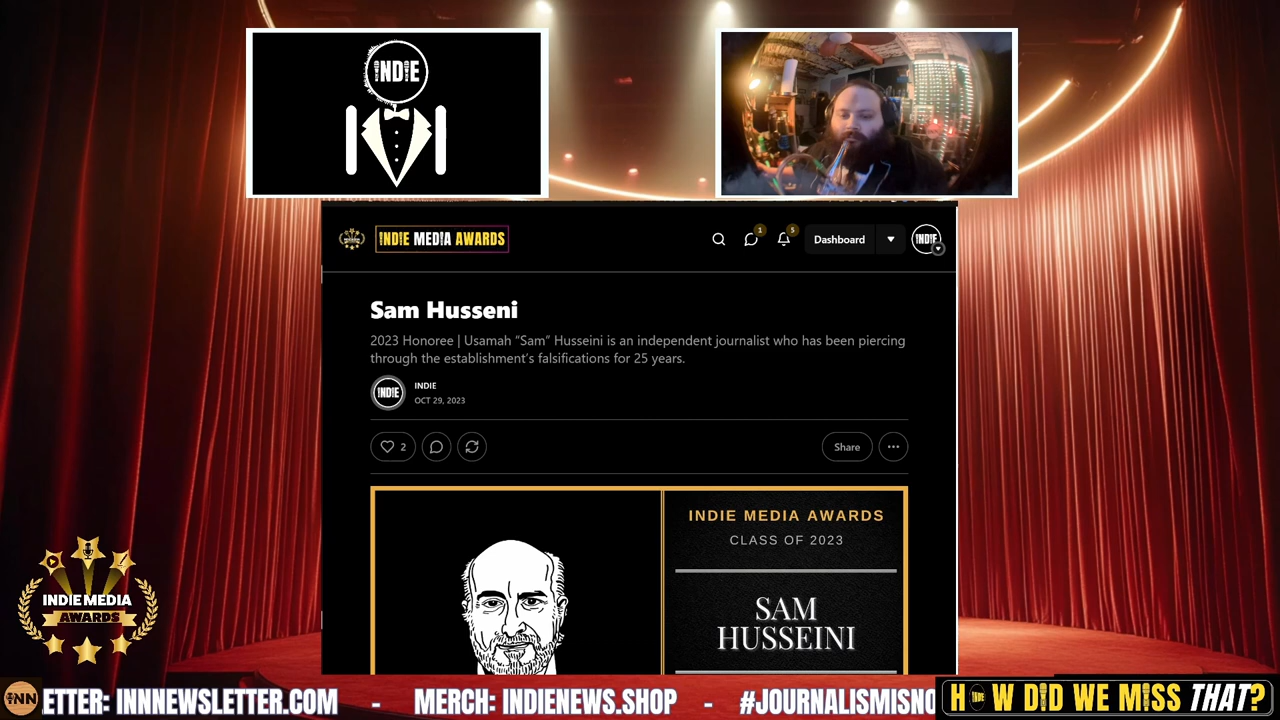 INDIE
INDIE MEDIA AWARDS
1
5
Dashboard
INDIE
Sam Husseni
2023 Honoree | Usamah “Sam” Husseini is an independent journalist who has been piercing
through the establishment’s falsifications for 25 years.
INDIE
INDIE
OCT 29, 2023
2
Share
INDIE MEDIA AWARDS
CLASS OF 2023
SAM
HUSSEINI
INDIE MEDIA
AWARDS
INN
ETTER: INNNEWSLETTER.COM - MERCH: INDIENEWS.SHOP - #JOURNALISMISNO
HOW DID WE MISS THAT?